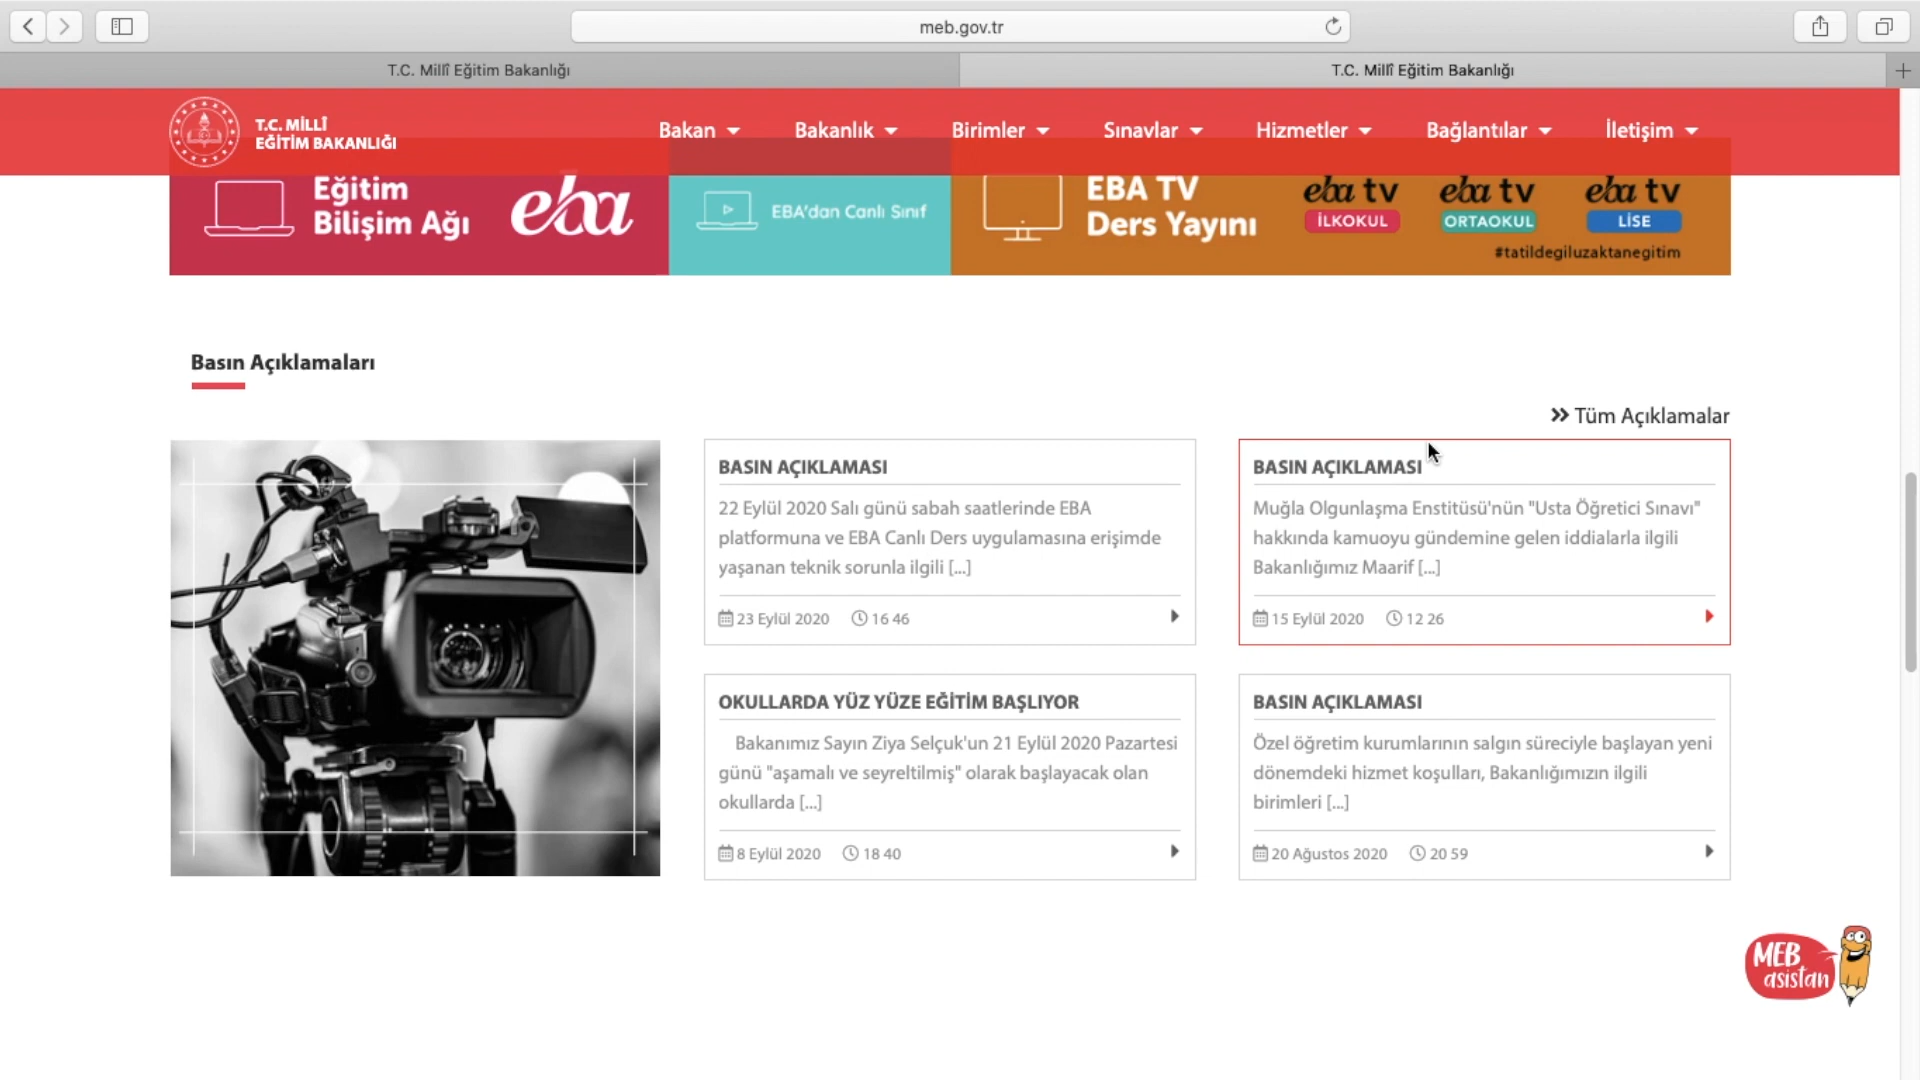 meb.gov.tr
T.C. Millî Eğitim Bakanlığı
T.C. Millî Eğitim Bakanlığı
T.C. MİLLÎ
EĞİTİM BAKANLIĞI
Bakan
Bakanlık
Birimler
Sınavlar
Hizmetler
Bağlantılar
İletişim
Eğitim
Bilişim Ağı
eba
EBA'dan Canlı Sınıf
EBA TV
Ders Yayını
eba tv
İLKOKUL
eba tv
ORTAOKUL
eba tv
LİSE
#tatildegiluzaktanegitim
Basın Açıklamaları
Tüm Açıklamalar
BASIN AÇIKLAMASI
22 Eylül 2020 Salı günü sabah saatlerinde EBA
platformuna ve EBA Canlı Ders uygulamasına erişimde
yaşanan teknik sorunla ilgili [...]
23 Eylül 2020 16 46
BASIN AÇIKLAMASI
Muğla Olgunlaşma Enstitüsü'nün "Usta Öğretici Sınavı"
hakkında kamuoyu gündemine gelen iddialarla ilgili
Bakanlığımız Maarif [...]
15 Eylül 2020 12 26
OKULLARDA YÜZ YÜZE EĞİTİM BAŞLIYOR
Bakanımız Sayın Ziya Selçuk'un 21 Eylül 2020 Pazartesi
günü "aşamalı ve seyreltilmiş" olarak başlayacak olan
okullarda [...]
8 Eylül 2020 18 40
BASIN AÇIKLAMASI
Özel öğretim kurumlarının salgın süreciyle başlayan yeni
dönemdeki hizmet koşulları, Bakanlığımızın ilgili
birimleri [...]
20 Ağustos 2020 20 59
MEB
asistan